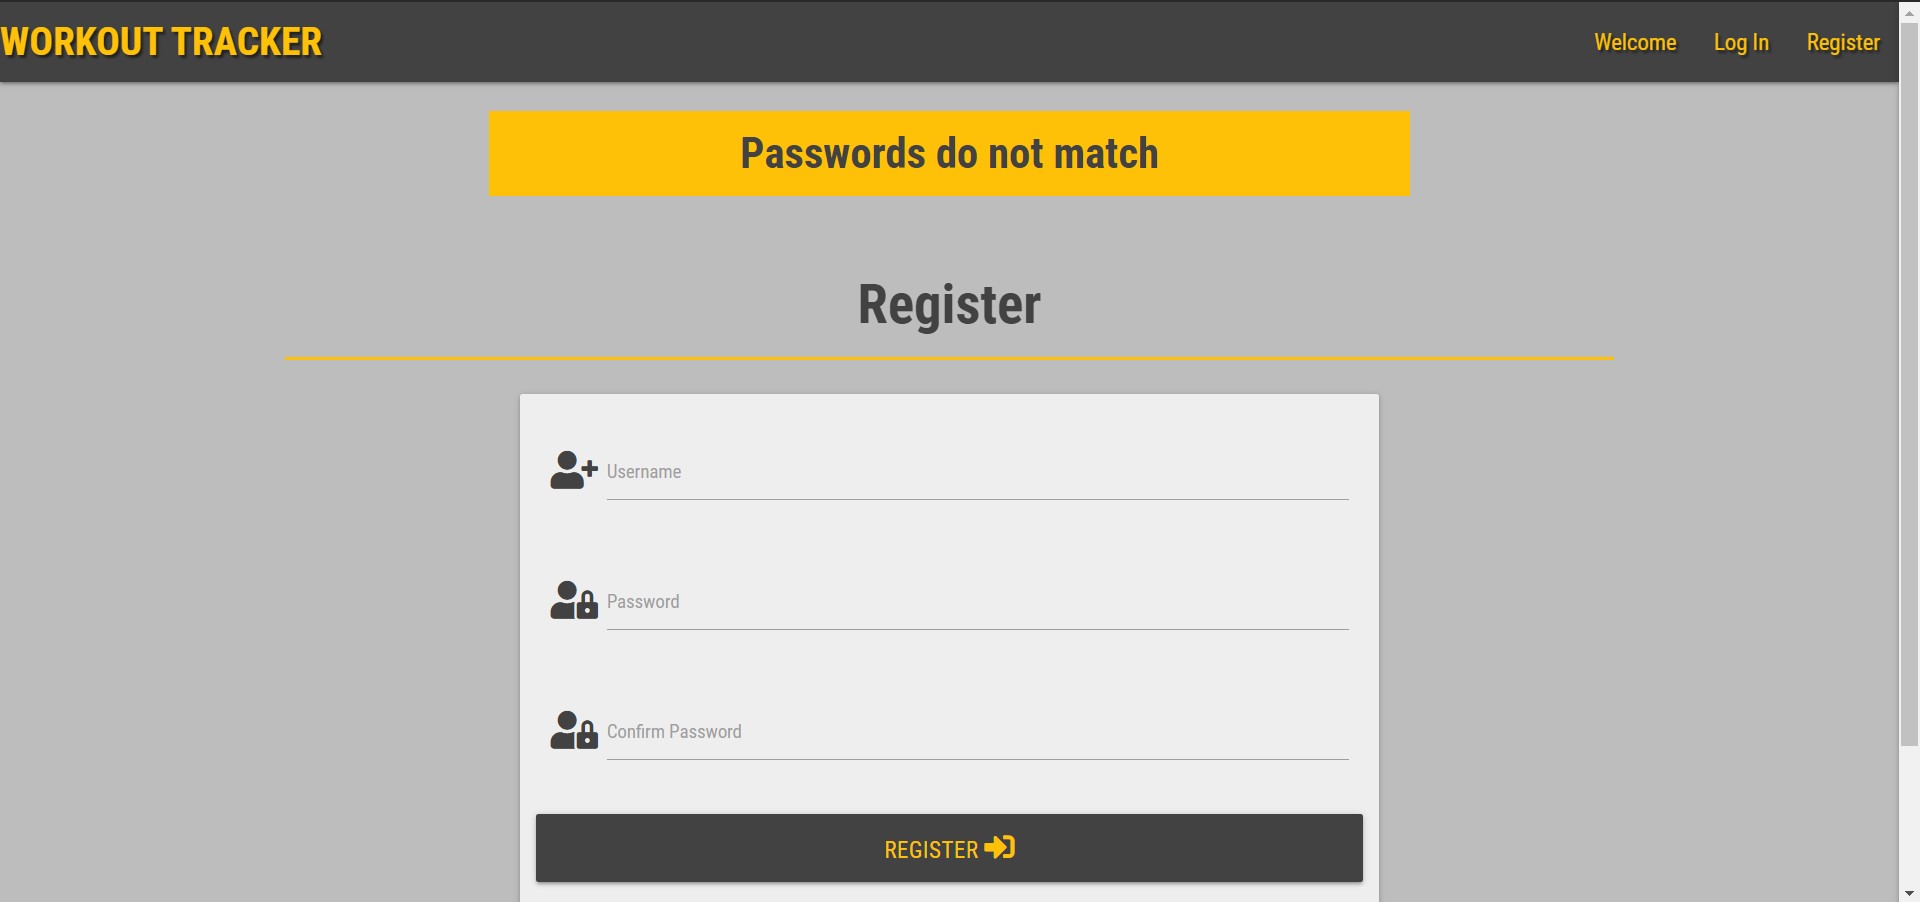 WORKOUT TRACKER
Welcome Log In Register
Passwords do not match
Register
Username
Password
Confirm Password
REGISTER